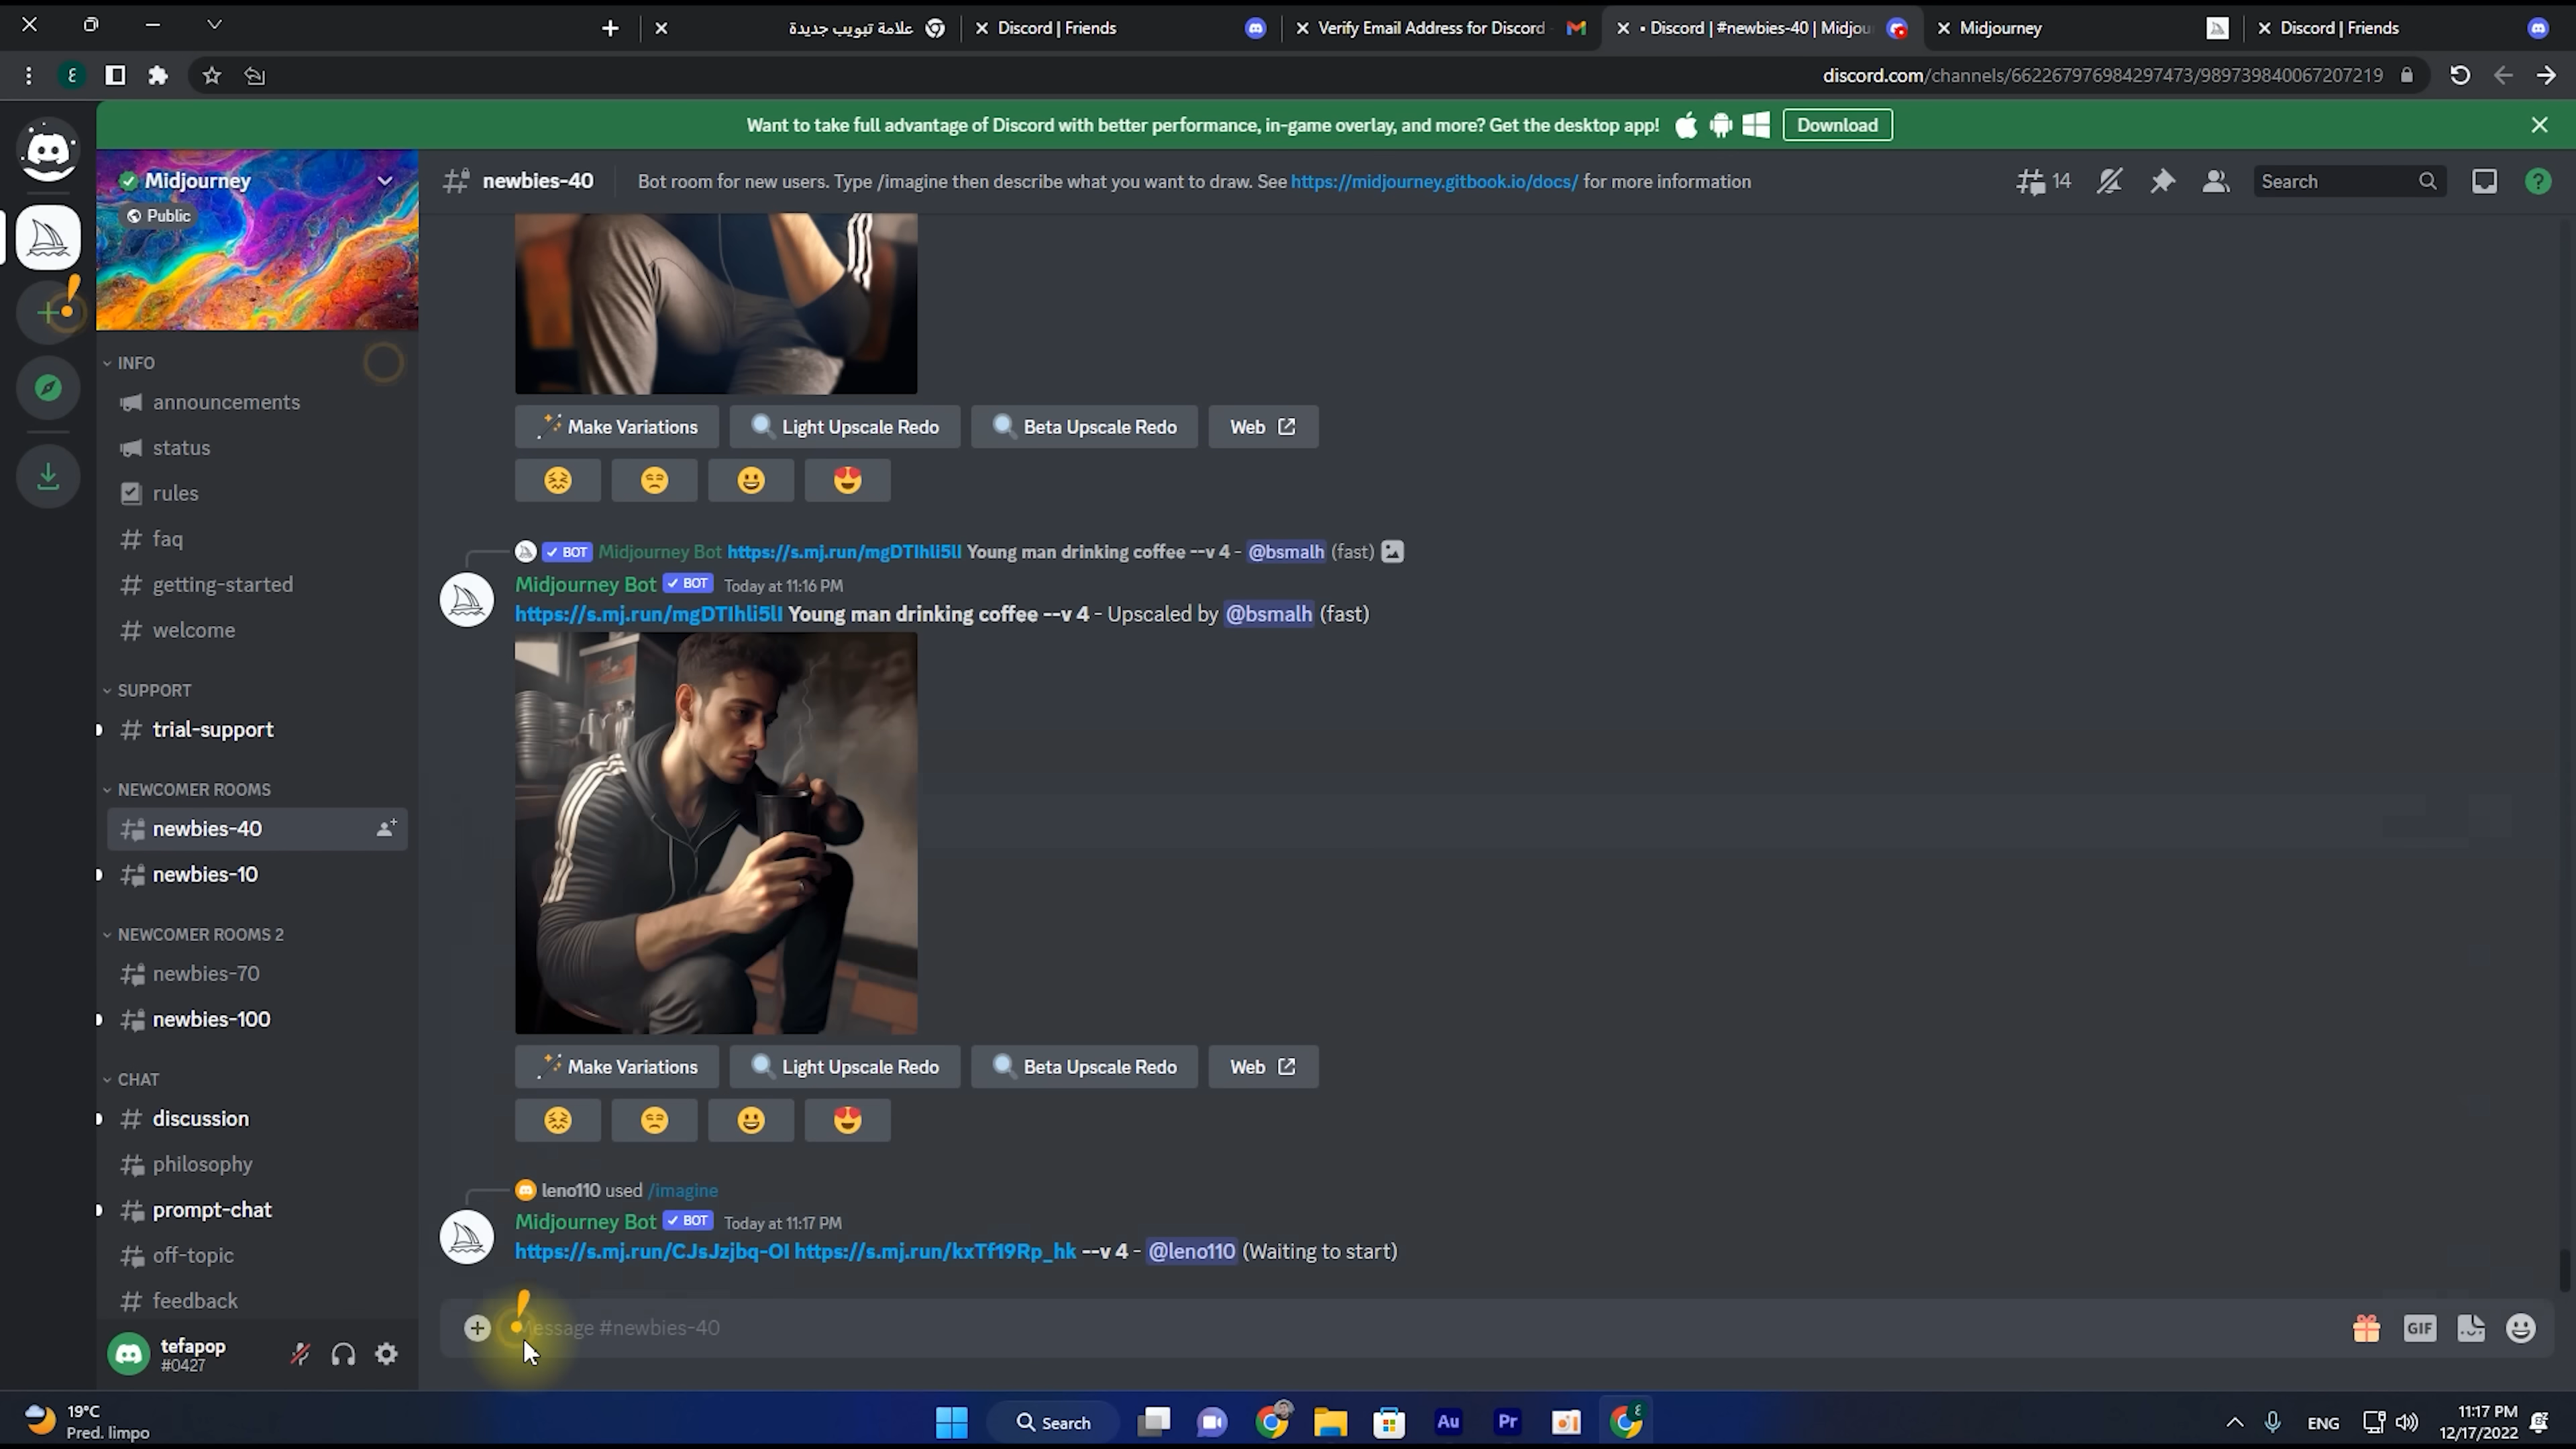 علامة تبويب جديدة
Discord | Friends
Verify Email Address for Discord
• Discord | #newbies-40 | Midjou
Midjourney
Discord | Friends
ε
discord.com/channels/662267976984297473/989739840067207219
Want to take full advantage of Discord with better performance, in-game overlay, and more? Get the desktop app!
Download
Midjourney
Public
newbies-40
Bot room for new users. Type /imagine then describe what you want to draw. See https://midjourney.gitbook.io/docs/ for more information
14
Search
INFO
announcements
status
rules
faq
getting-started
welcome
SUPPORT
trial-support
NEWCOMER ROOMS
newbies-40
newbies-10
NEWCOMER ROOMS 2
newbies-70
newbies-100
CHAT
discussion
philosophy
prompt-chat
off-topic
feedback
tefapop
#0427
Make Variations
Light Upscale Redo
Beta Upscale Redo
Web
BOT Midjourney Bot https://s.mj.run/mgDTIhli5lI Young man drinking coffee --v 4 - @bsmalh (fast)
Midjourney Bot BOT Today at 11:16 PM
https://s.mj.run/mgDTIhli5lI Young man drinking coffee --v 4 - Upscaled by @bsmalh (fast)
Make Variations
Light Upscale Redo
Beta Upscale Redo
Web
leno110 used /imagine
Midjourney Bot BOT Today at 11:17 PM
https://s.mj.run/CJsJzjbq-OI https://s.mj.run/kxTf19Rp_hk --v 4 - @leno110 (Waiting to start)
Message #newbies-40
GIF
19°C
Pred. limpo
Search
Au
Pr
ENG
11:17 PM
12/17/2022